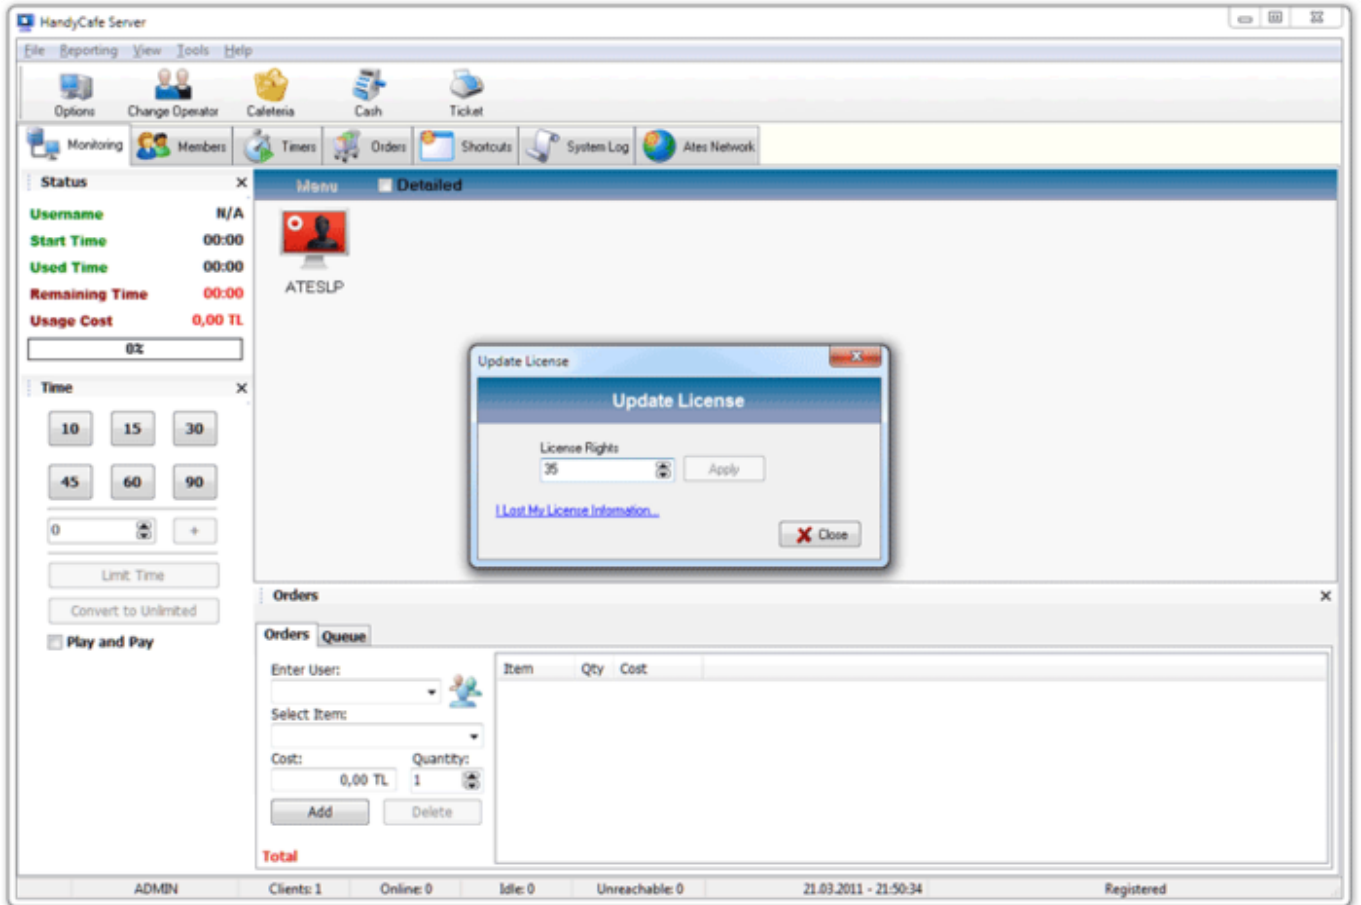 HandyCafe Server
File Reporting View Tools Help
Options Change Operator Cafeteria Cash Ticket
Monitoring Members Timers Orders Shortcuts System Log Ates Network
Status
Username N/A
Start Time 00:00
Used Time 00:00
Remaining Time 00:00
Usage Cost 0,00 TL
0%
Time
10 15 30
45 60 90
0 +
Limit Time
Convert to Unlimited
Play and Pay
Menu Detailed
ATESLP
Update License
Update License
License Rights
35 Apply
I Lost My License Information...
Close
Orders
Orders Queue
Enter User:
Select Item:
Cost: Quantity:
0,00 TL 1
Add Delete
Total
Item Qty Cost
ADMIN Clients: 1 Online: 0 Idle: 0 Unreachable: 0 21.03.2011 - 21:50:34 Registered